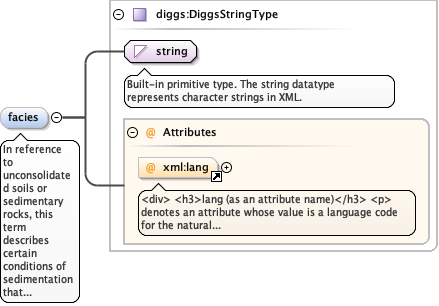 diggs:DiggsStringType
string
Built-in primitive type. The string datatype
represents character strings in XML.
facies
In reference
to
unconsolidate
d soils or
sedimentary
rocks, this
term
describes
certain
conditions of
sedimentation
that...
@ Attributes
@ xml:lang
<div> <h3>lang (as an attribute name)</h3> <p>
denotes an attribute whose value is a language code
for the natural...